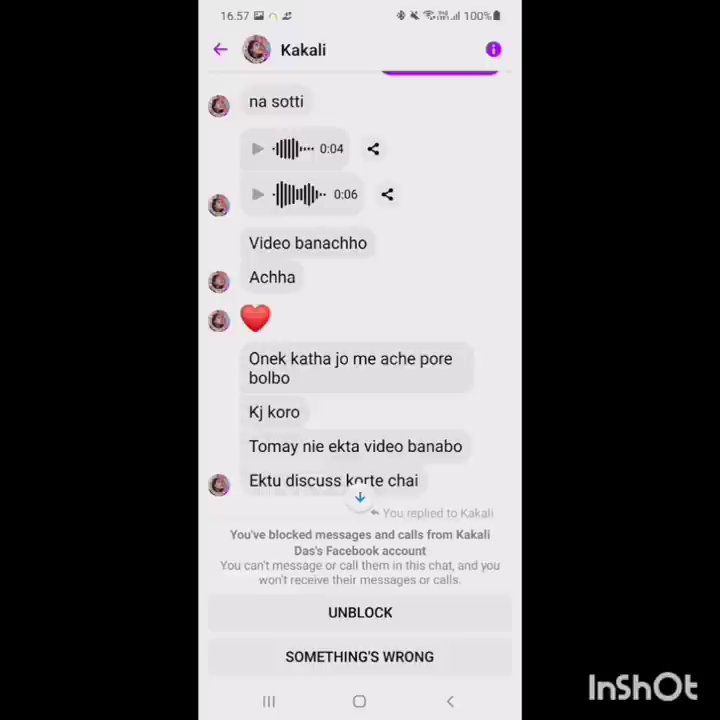 16:57 100%
Kakali
na sotti
0:04
0:06
Video banachho
Achha
Onek katha jo me ache pore
bolbo
Kj koro
Tomay nie ekta video banabo
Ektu discuss korte chai
You replied to Kakali
You've blocked messages and calls from Kakali
Das's Facebook account
You can't message or call them in this chat, and you
won't receive their messages or calls.
UNBLOCK
SOMETHING'S WRONG
InShOt